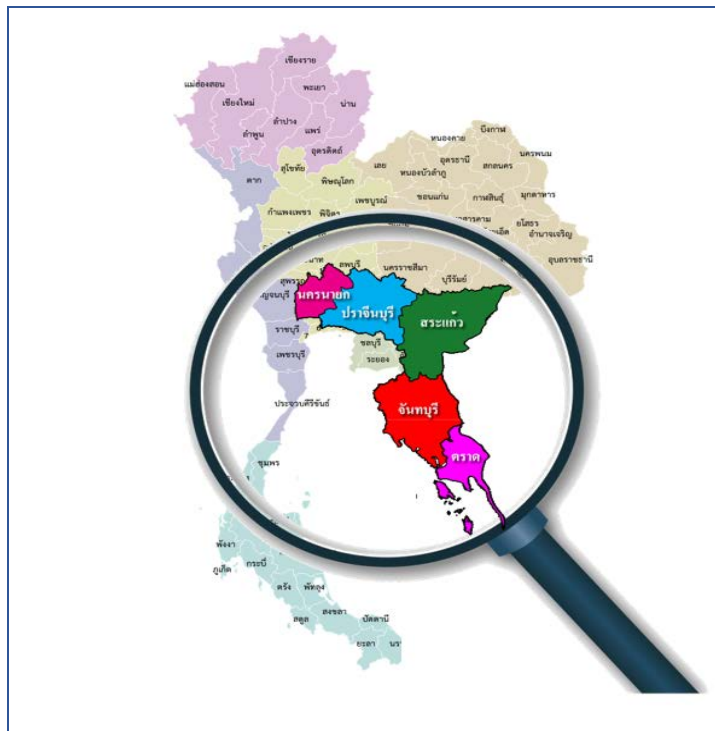 เชียงราย
แม่ฮ่องสอน
เชียงใหม่
พะเยา
น่าน
ลำปาง
ลำพูน
แพร่
อุตรดิตถ์
ตาก
สุโขทัย
พิษณุโลก
เพชรบูรณ์
กำแพงเพชร
พิจิตร
เลย
หนองคาย
บึงกาฬ
นครพนม
อุดรธานี
สกลนคร
หนองบัวลำภู
ขอนแก่น
กาฬสินธุ์
มุกดาหาร
ยโสธร
อำนาจเจริญ
อุบลราชธานี
ลพบุรี
นครราชสีมา
บุรีรัมย์
นครนายก
ปราจีนบุรี
สระแก้ว
ราชบุรี
ชลบุรี
ระยอง
เพชรบุรี
ประจวบคีรีขันธ์
จันทบุรี
ตราด
ชุมพร
พังงา
ภูเก็ต
กระบี่
ตรัง
พัทลุง
สตูล
สงขลา
ปัตตานี
ยะลา